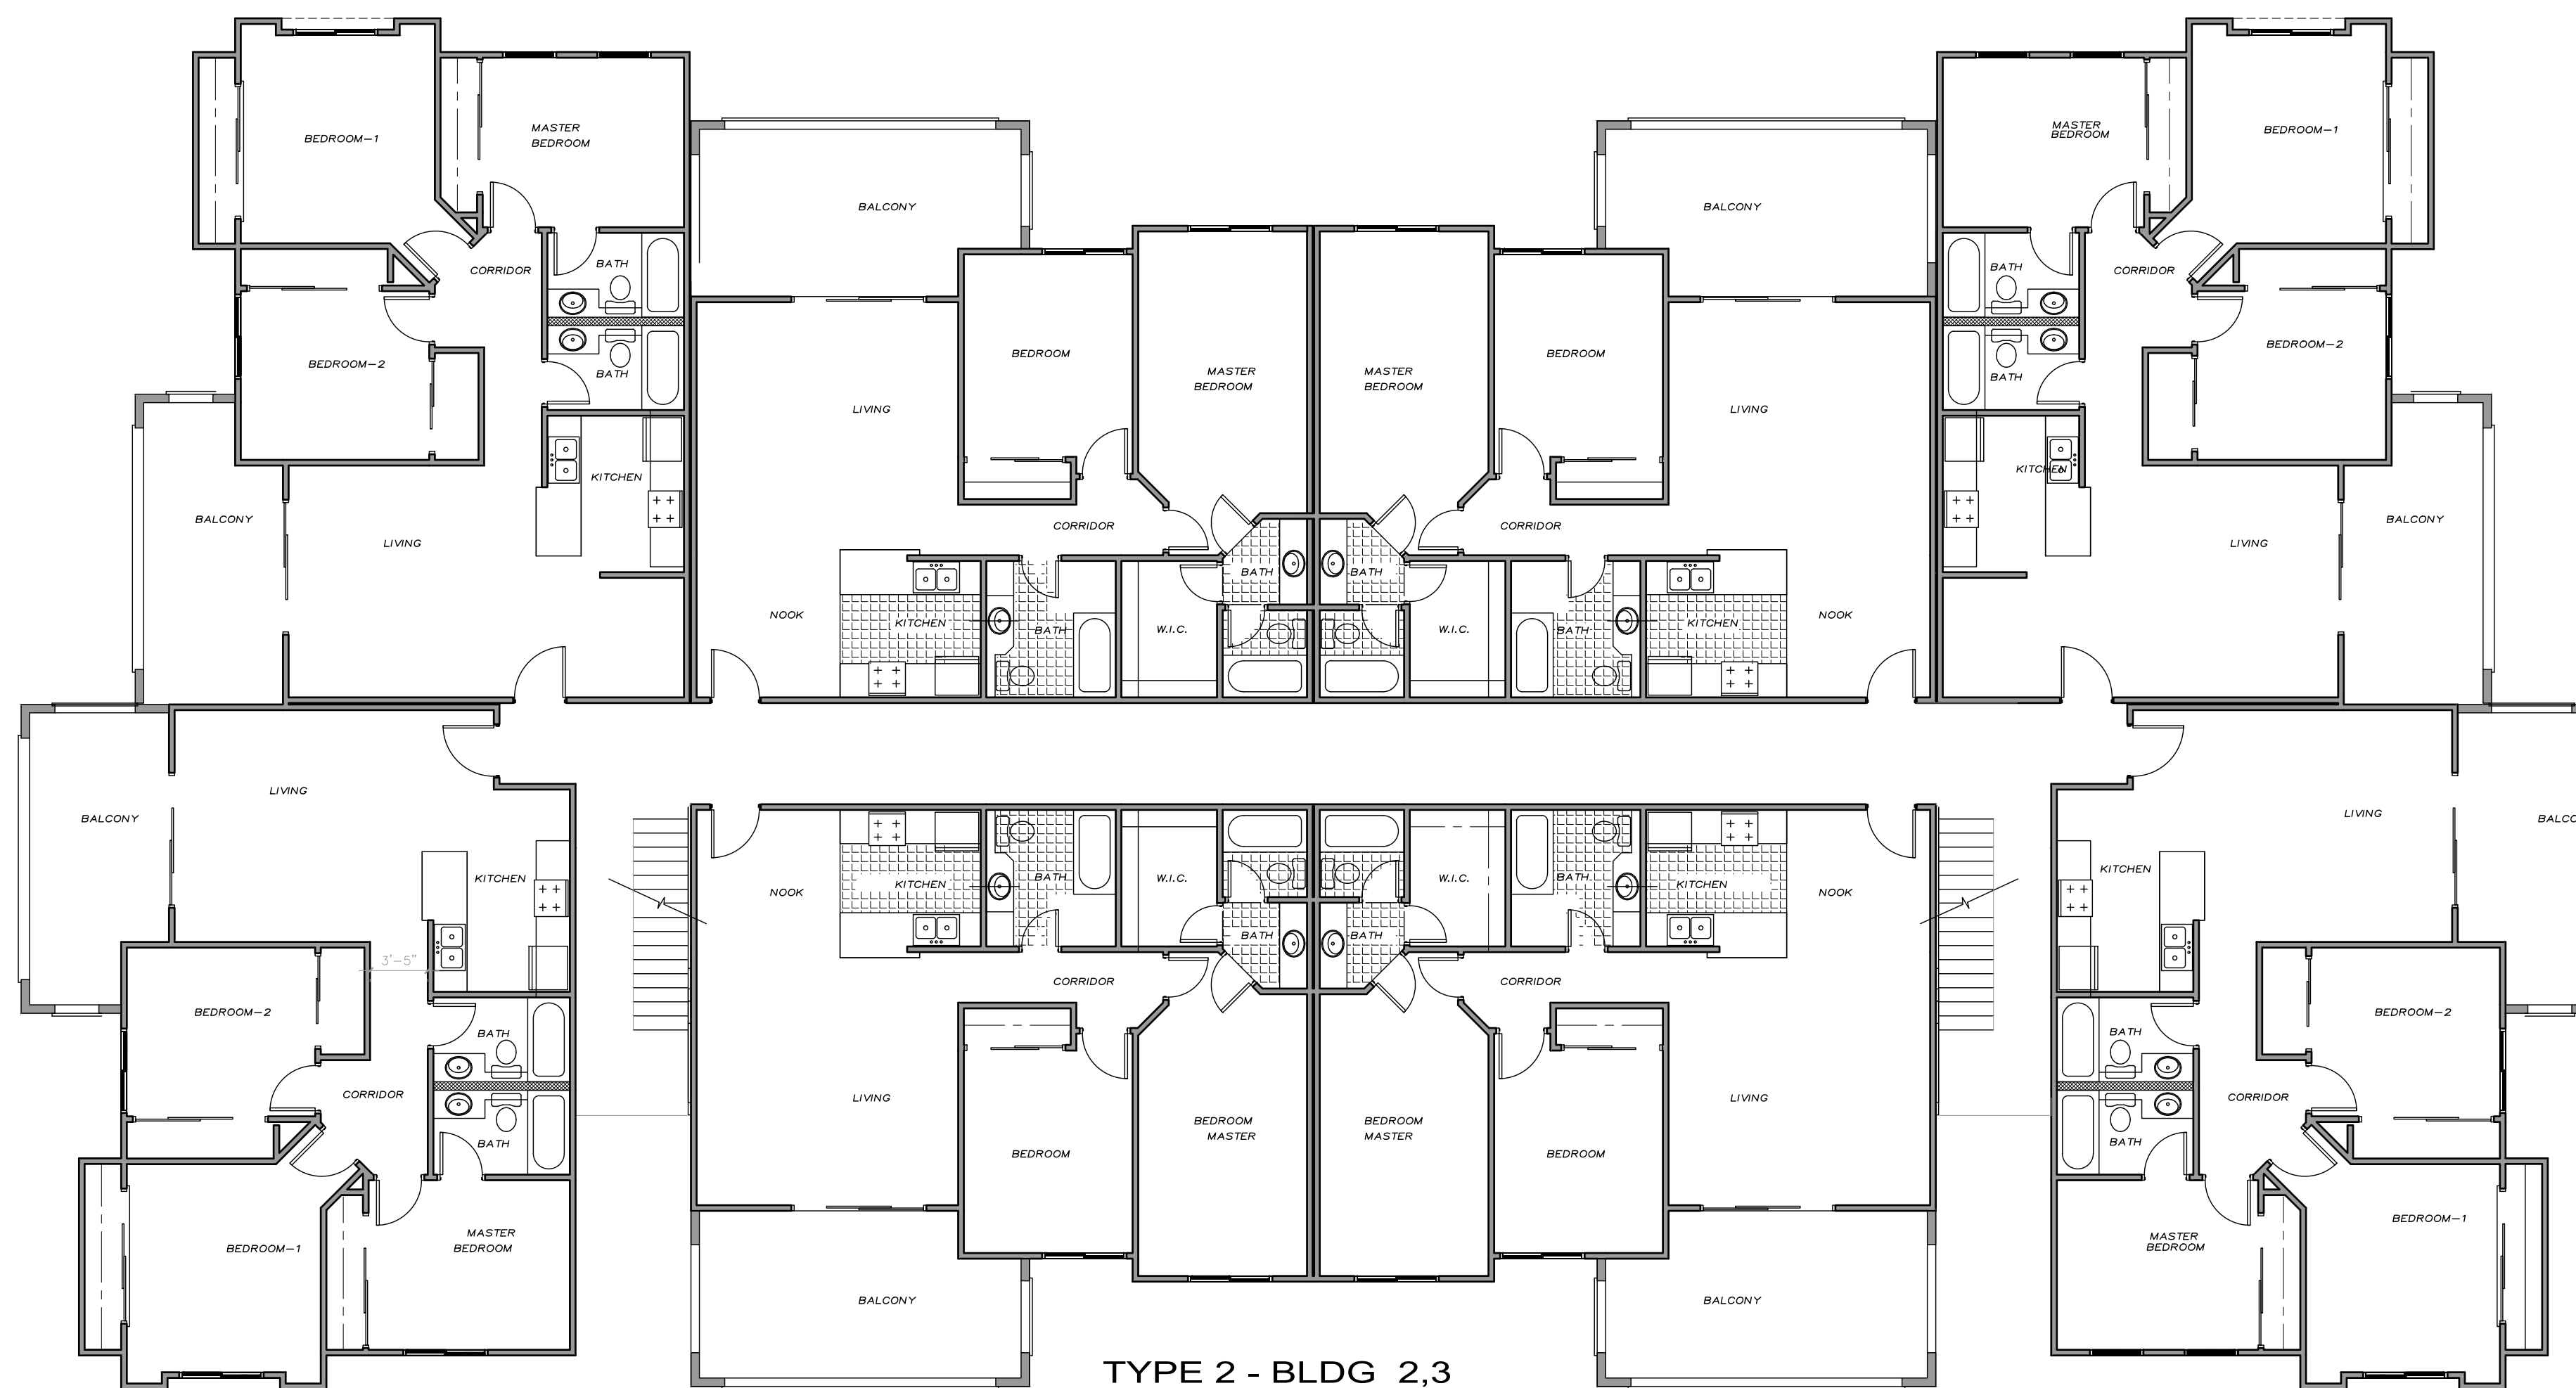 BEDROOM-1
MASTER
BEDROOM
MASTER
BEDROOM
BEDROOM-1
BALCONY
BALCONY
CORRIDOR
BATH
BATH
CORRIDOR
BEDROOM-2
BATH
BEDROOM
MASTER
BEDROOM
MASTER
BEDROOM
BEDROOM
BATH
BEDROOM-2
LIVING
LIVING
KITCHEN
KITCHEN
BALCONY
LIVING
CORRIDOR
CORRIDOR
LIVING
BALCONY
NOOK
KITCHEN
BATH
W.I.C.
BATH
BATH
W.I.C.
BATH
KITCHEN
NOOK
BALCONY
LIVING
LIVING
BALCO
KITCHEN
NOOK
KITCHEN
BATH
W.I.C.
BATH
BATH
W.I.C.
BATH
KITCHEN
NOOK
KITCHEN
3'-5"
BEDROOM-2
BATH
CORRIDOR
CORRIDOR
BATH
BEDROOM-2
CORRIDOR
BATH
LIVING
BEDROOM
BEDROOM
MASTER
BEDROOM
MASTER
BEDROOM
LIVING
BATH
CORRIDOR
BEDROOM-1
MASTER
BEDROOM
MASTER
BEDROOM
BEDROOM-1
BALCONY
BALCONY
TYPE 2 - BLDG 2,3